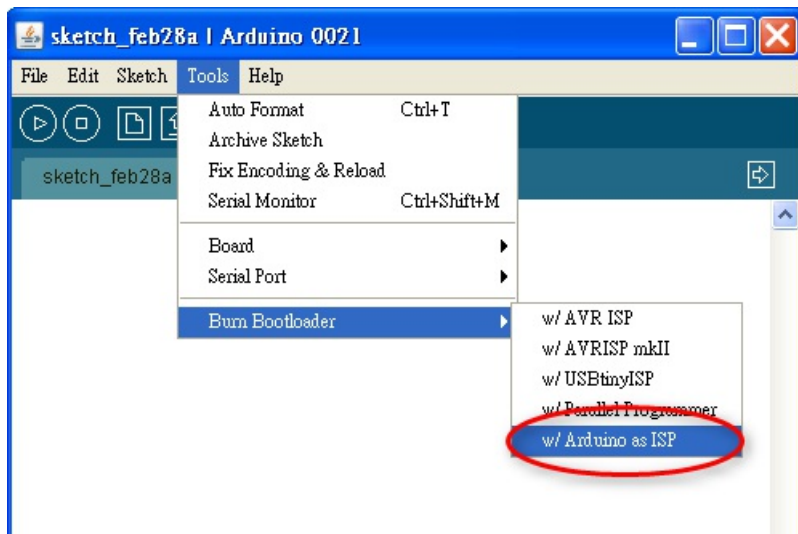 sketch_feb28a | Arduino 0021
File Edit Sketch Tools Help
Auto Format Ctrl+T
Archive Sketch
sketch_feb28a
Fix Encoding & Reload
Serial Monitor Ctrl+Shift+M
Board
Serial Port
Burn Bootloader
w/ AVR ISP
w/ AVRISP mkII
w/ USBtinyISP
w/ Parallel Programmer
w/ Arduino as ISP